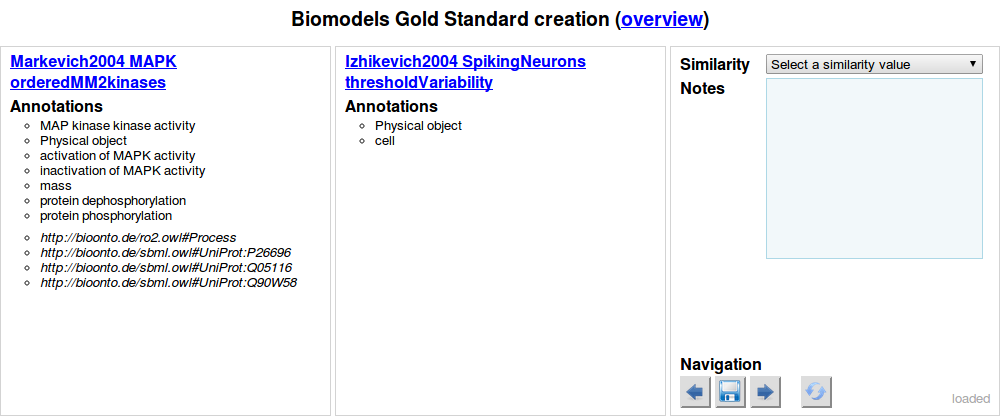 Biomodels Gold Standard creation (overview)
Markevich2004 MAPK
orderedMM2kinases
Annotations
MAP kinase kinase activity
Physical object
activation of MAPK activity
inactivation of MAPK activity
mass
protein dephosphorylation
protein phosphorylation
http://bioonto.de/ro2.owl#Process
http://bioonto.de/sbml.owl#UniProt:P26696
http://bioonto.de/sbml.owl#UniProt:Q05116
http://bioonto.de/sbml.owl#UniProt:Q90W58
Izhikevich2004 SpikingNeurons
thresholdVariability
Annotations
Physical object
cell
Similarity Select a similarity value
Notes
Navigation
loaded